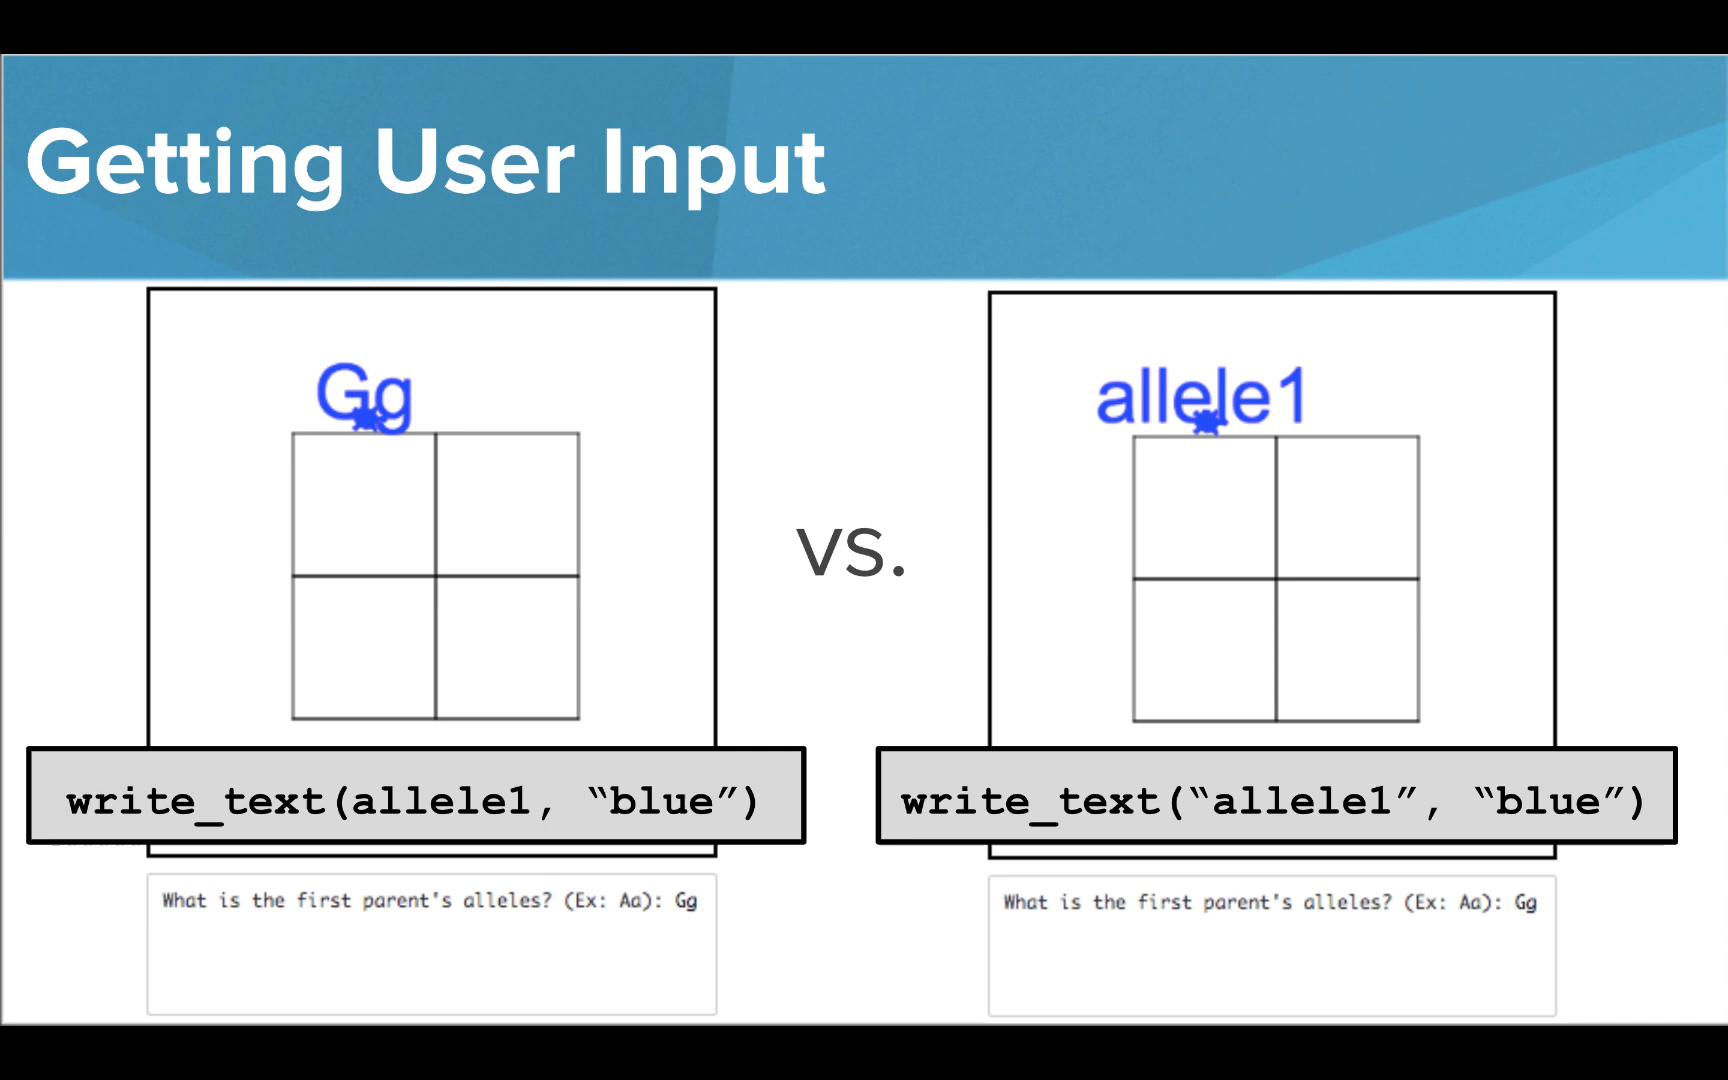 Getting User Input
Gg
write_text(allele1, “blue”)
What is the first parent's alleles? (Ex: Aa): Gg
vs.
allele1
write_text(“allele1”, “blue”)
What is the first parent's alleles? (Ex: Aa): Gg